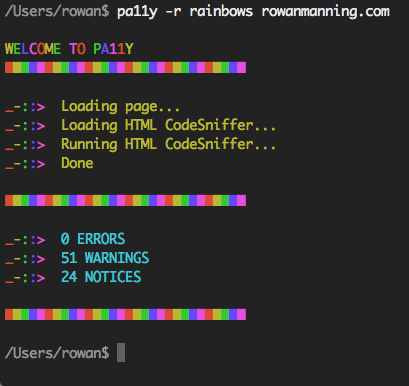 /Users/rowan$ pa11y -r rainbows rowanmanning.com
WELCOME TO PA11Y
_-::> Loading page...
_-::> Loading HTML CodeSniffer...
_-::> Running HTML CodeSniffer...
_-::> Done
_-::> 0 ERRORS
_-::> 51 WARNINGS
_-::> 24 NOTICES
/Users/rowan$